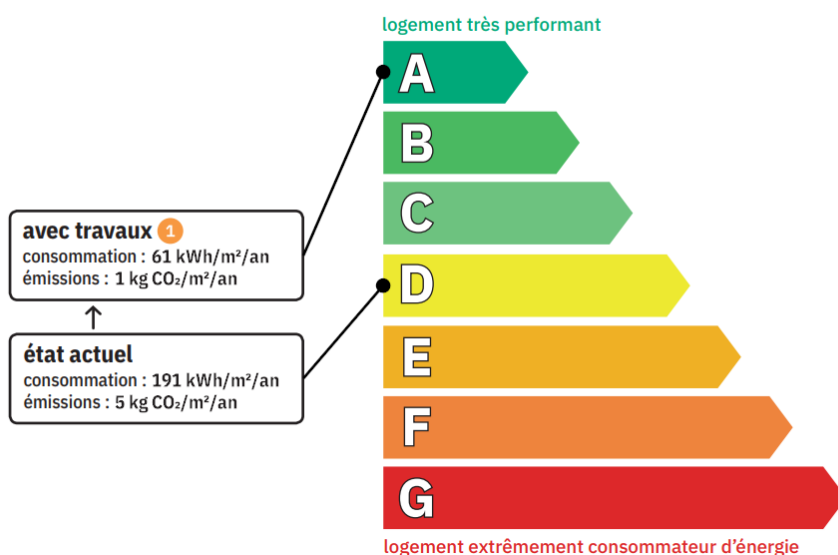 logement très performant
A
B
C
avec travaux 1
consommation : 61 kWh/m²/an
émissions : 1 kg CO₂/m²/an
D
état actuel
consommation : 191 kWh/m²/an
émissions : 5 kg CO₂/m²/an
E
F
G
logement extrêmement consommateur d’énergie